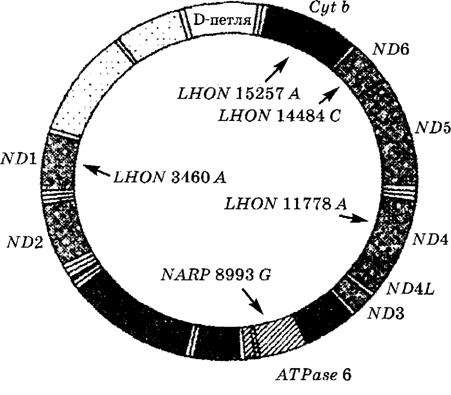 D-петля
Cyt b
ND6
LHON 15257 A
LHON 14484 C
ND5
ND1
LHON 3460 A
LHON 11778 A
ND2
ND4
NARP 8993 G
ND4L
ND3
ATPase 6